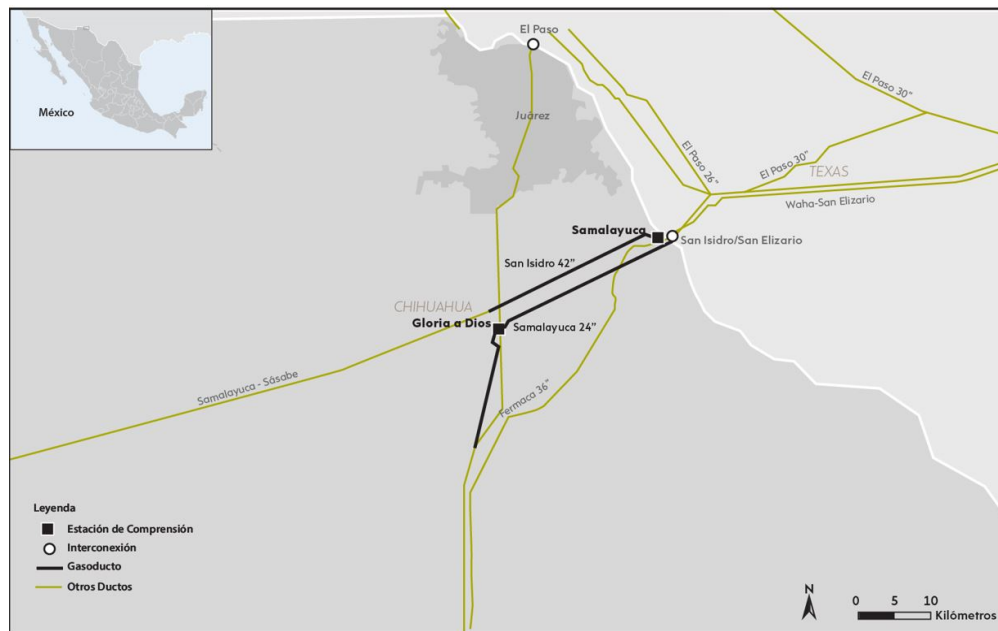 México
El Paso
Juárez
El Paso 30"
El Paso 26"
El Paso 30"
TEXAS
Waha-San Elizario
Samalayuca
San Isidro/San Elizario
San Isidro 42"
CHIHUAHUA
Gloria a Dios
Samalayuca 24"
Samalayuca - Sásabe
Fermaca 36"
Leyenda
Estación de Comprensión
Interconexión
Gasoducto
Otros Ductos
N
0 5 10
Kilómetros